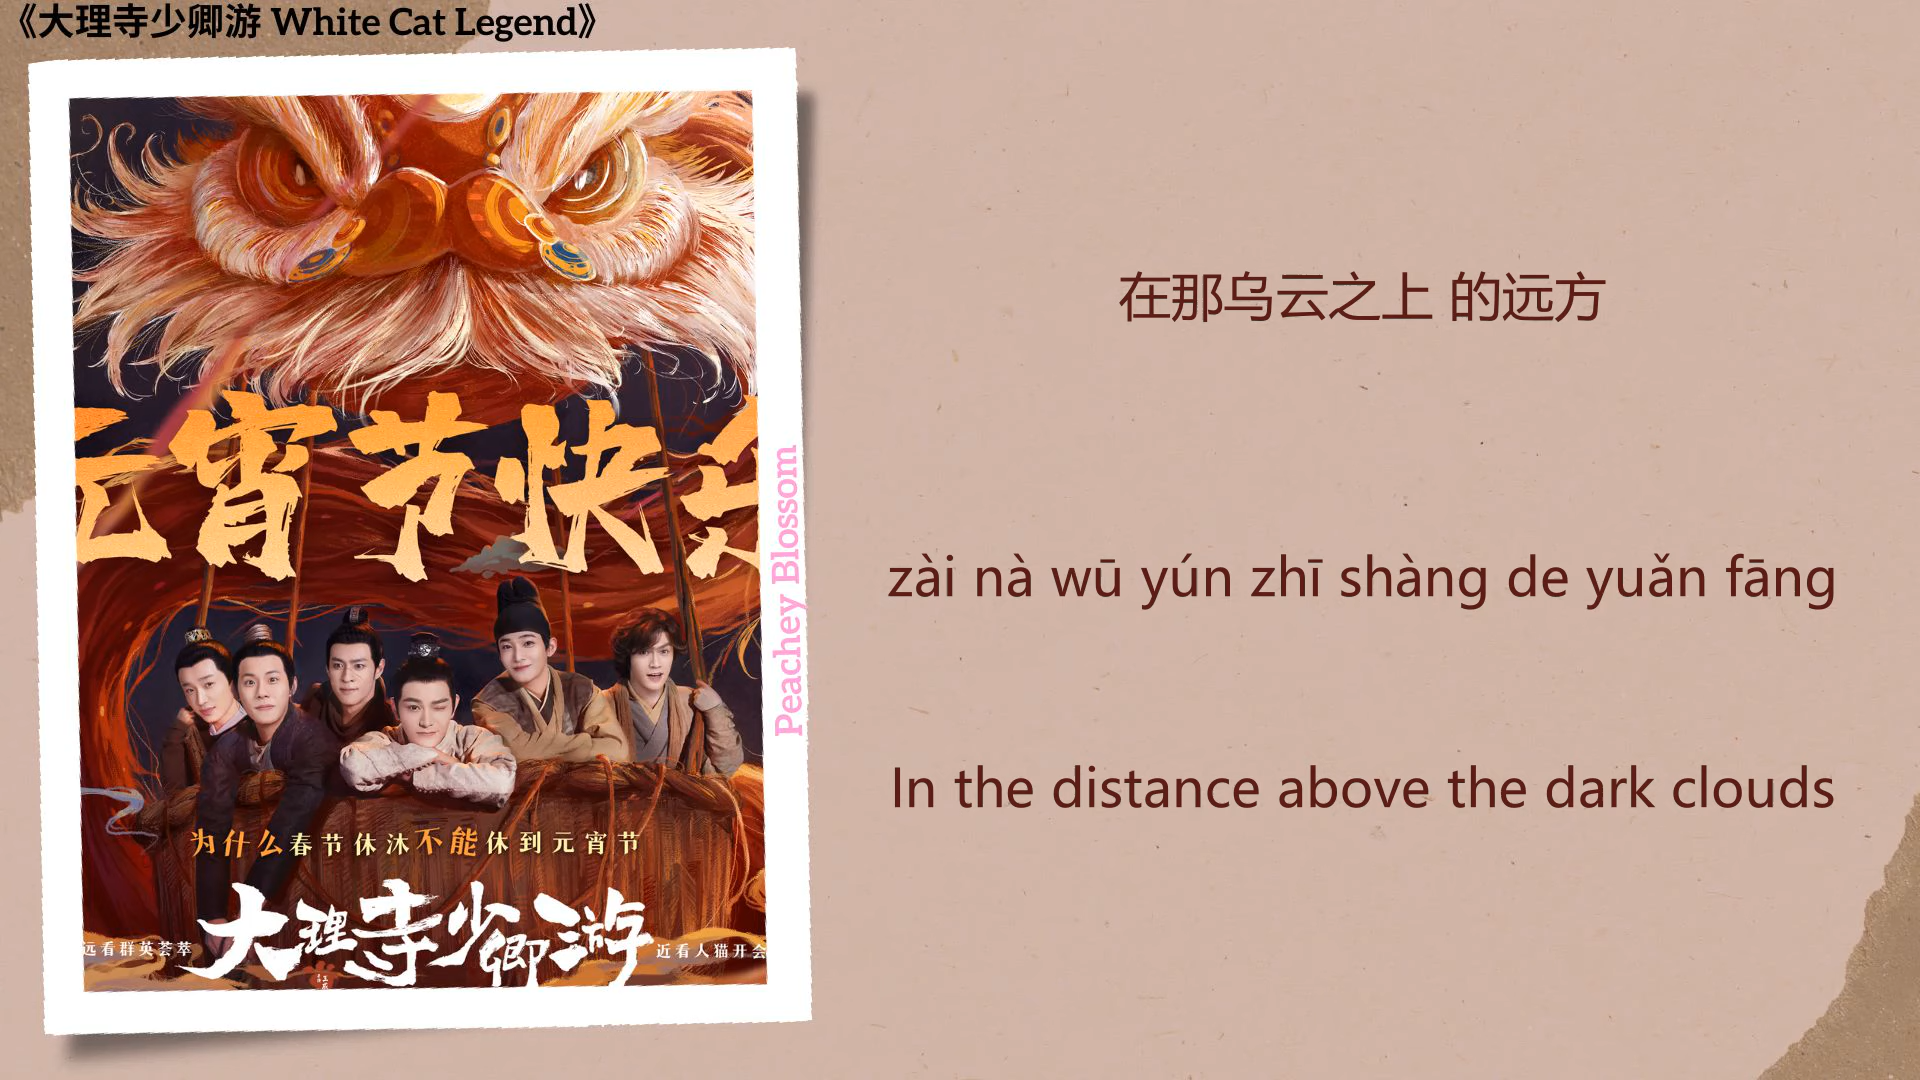 《大理寺少卿游 White Cat Legend》
元宵节快乐
为什么春节休沐不能休到元宵节
远看群英荟萃
大理寺少卿游
近看人猫开会
Peachey Blossom
在那乌云之上 的远方
zài nà wū yún zhī shàng de yuǎn fāng
In the distance above the dark clouds